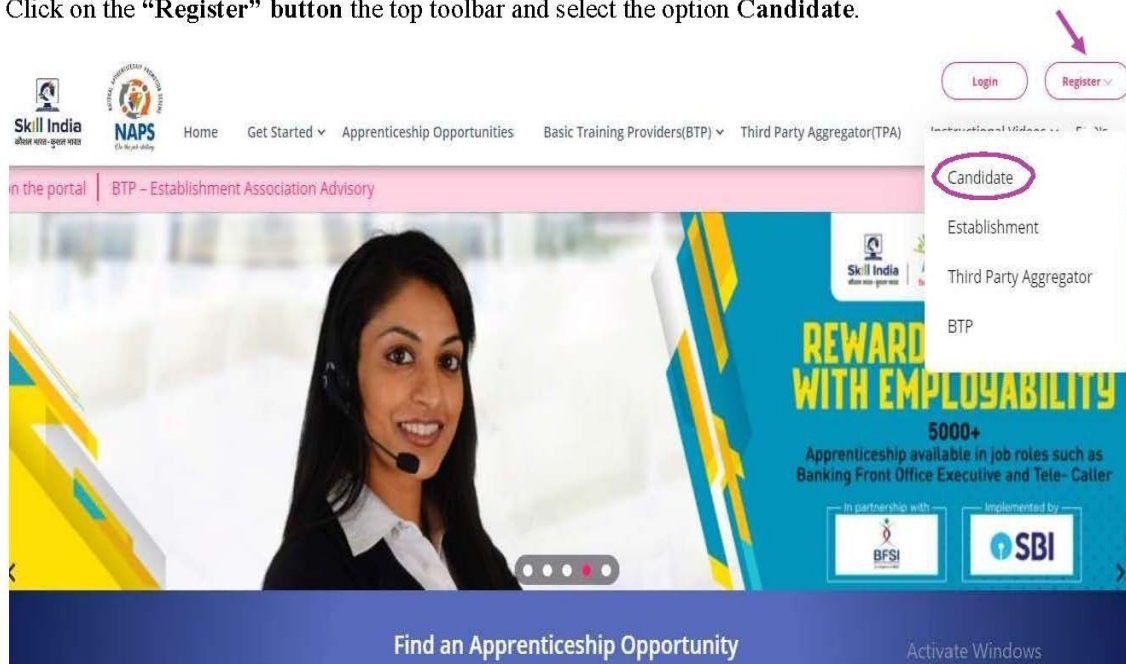 Click on the “Register” button the top toolbar and select the option Candidate.
Login
Register
Skill India
कौशल भारत-कुशल भारत
NAPS
Home
Get Started
Apprenticeship Opportunities
Basic Training Providers(BTP)
Third Party Aggregator(TPA)
Instructional Videos
n the portal
BTP – Establishment Association Advisory
Candidate
Establishment
Third Party Aggregator
BTP
Skill India
REWARD
WITH EMPLOYABILITY
5000+
Apprenticeship available in job roles such as
Banking Front Office Executive and Tele- Caller
In partnership with
BFSI
Implemented by
SBI
Find an Apprenticeship Opportunity
Activate Windows